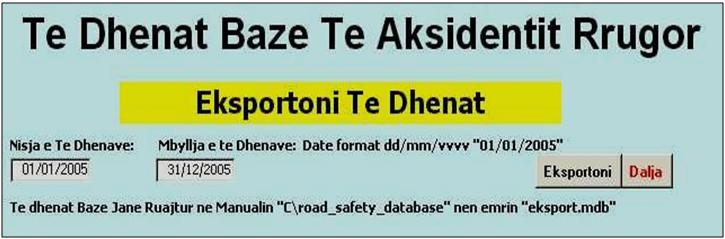 Te Dhenat Baze Te Aksidentit Rrugor
Eksportoni Te Dhenat
Nisja e Te Dhenave: Mbyllja e te Dhenave: Date format dd/mm/vvvv "01/01/2005"
01/01/2005 31/12/2005 Eksportoni Dalja
Te dhenat Baze Jane Ruajtur ne Manualin "C\road_safety_database" nen emrin "eksport.mdb"